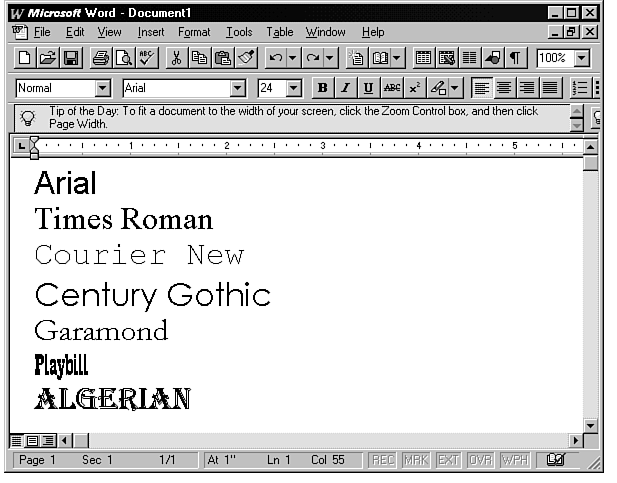 W Microsoft Word - Document1
File Edit View Insert Format Tools Table Window Help
ABC 100%
Normal Arial 24 B I U ABC x²
Tip of the Day: To fit a document to the width of your screen, click the Zoom Control box, and then click
Page Width.
L 1 2 3 4 5
Arial
Times Roman
Courier New
Century Gothic
Garamond
Playbill
ALGERIAN
Page 1 Sec 1 1/1 At 1" Ln 1 Col 55 REC MRK EXT OVR WPH